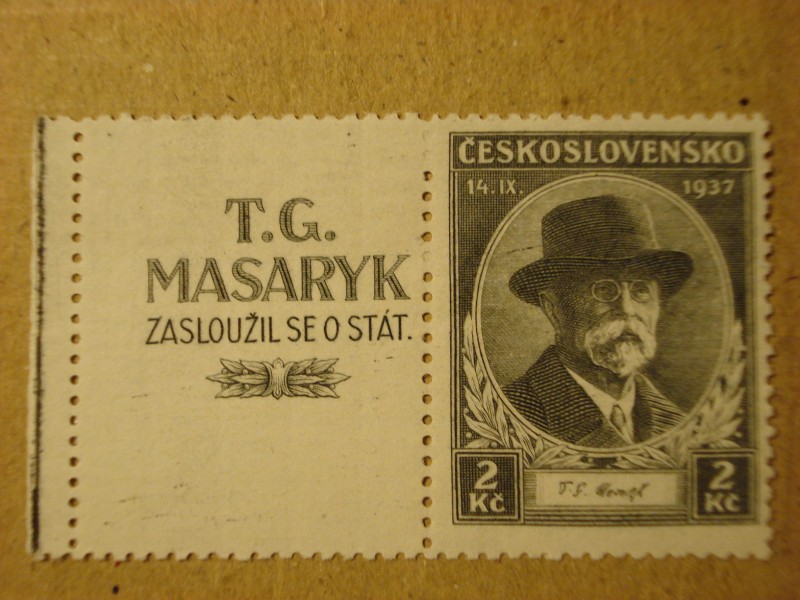 T.G.
MASARYK
ZASLOUŽIL SE O STÁT.
ČESKOSLOVENSKO
14.IX. 1937
2 Kč
T. G.
2 Kč